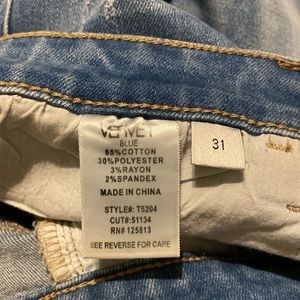 VERVET
BLUE
65%COTTON
30%POLYESTER
3%RAYON
2%SPANDEX
MADE IN CHINA
STYLE#: T5204
CUT#:51134
RN# 125813
SEE REVERSE FOR CARE
31